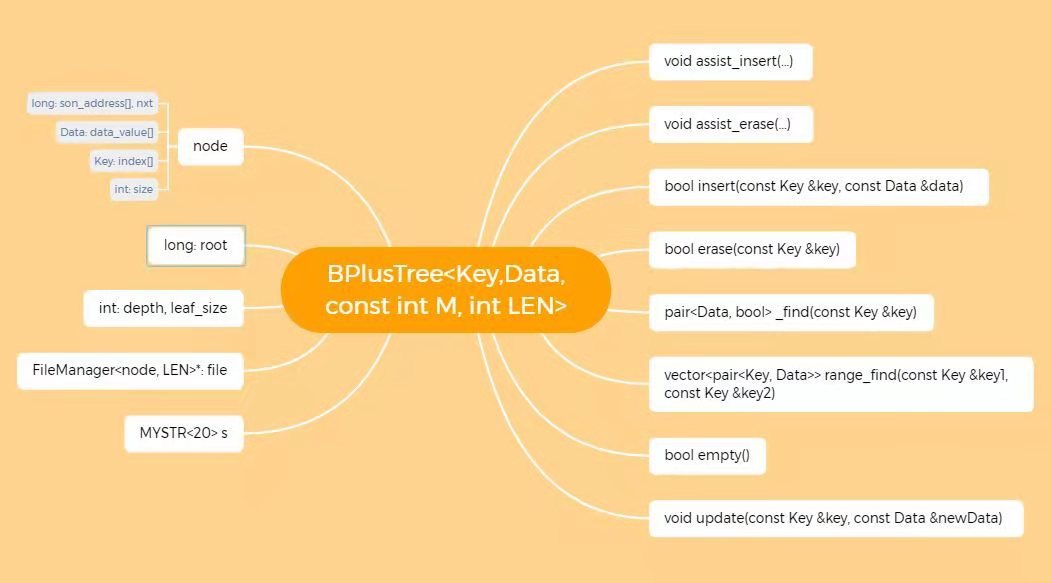 long: son_address[], nxt
Data: data_value[]
Key: index[]
int: size
node
long: root
int: depth, leaf_size
FileManager<node, LEN>*: file
MYSTR<20> s
BPlusTree<Key,Data,
const int M, int LEN>
void assist_insert(...)
void assist_erase(...)
bool insert(const Key &key, const Data &data)
bool erase(const Key &key)
pair<Data, bool> _find(const Key &key)
vector<pair<Key, Data>> range_find(const Key &key1,
const Key &key2)
bool empty()
void update(const Key &key, const Data &newData)